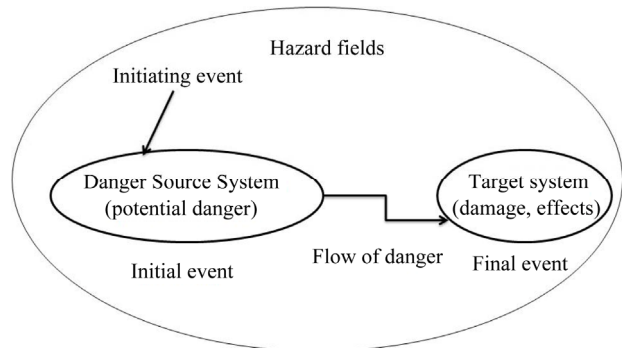 Hazard fields
Initiating event
Danger Source System
(potential danger)
Target system
(damage, effects)
Initial event
Flow of danger
Final event